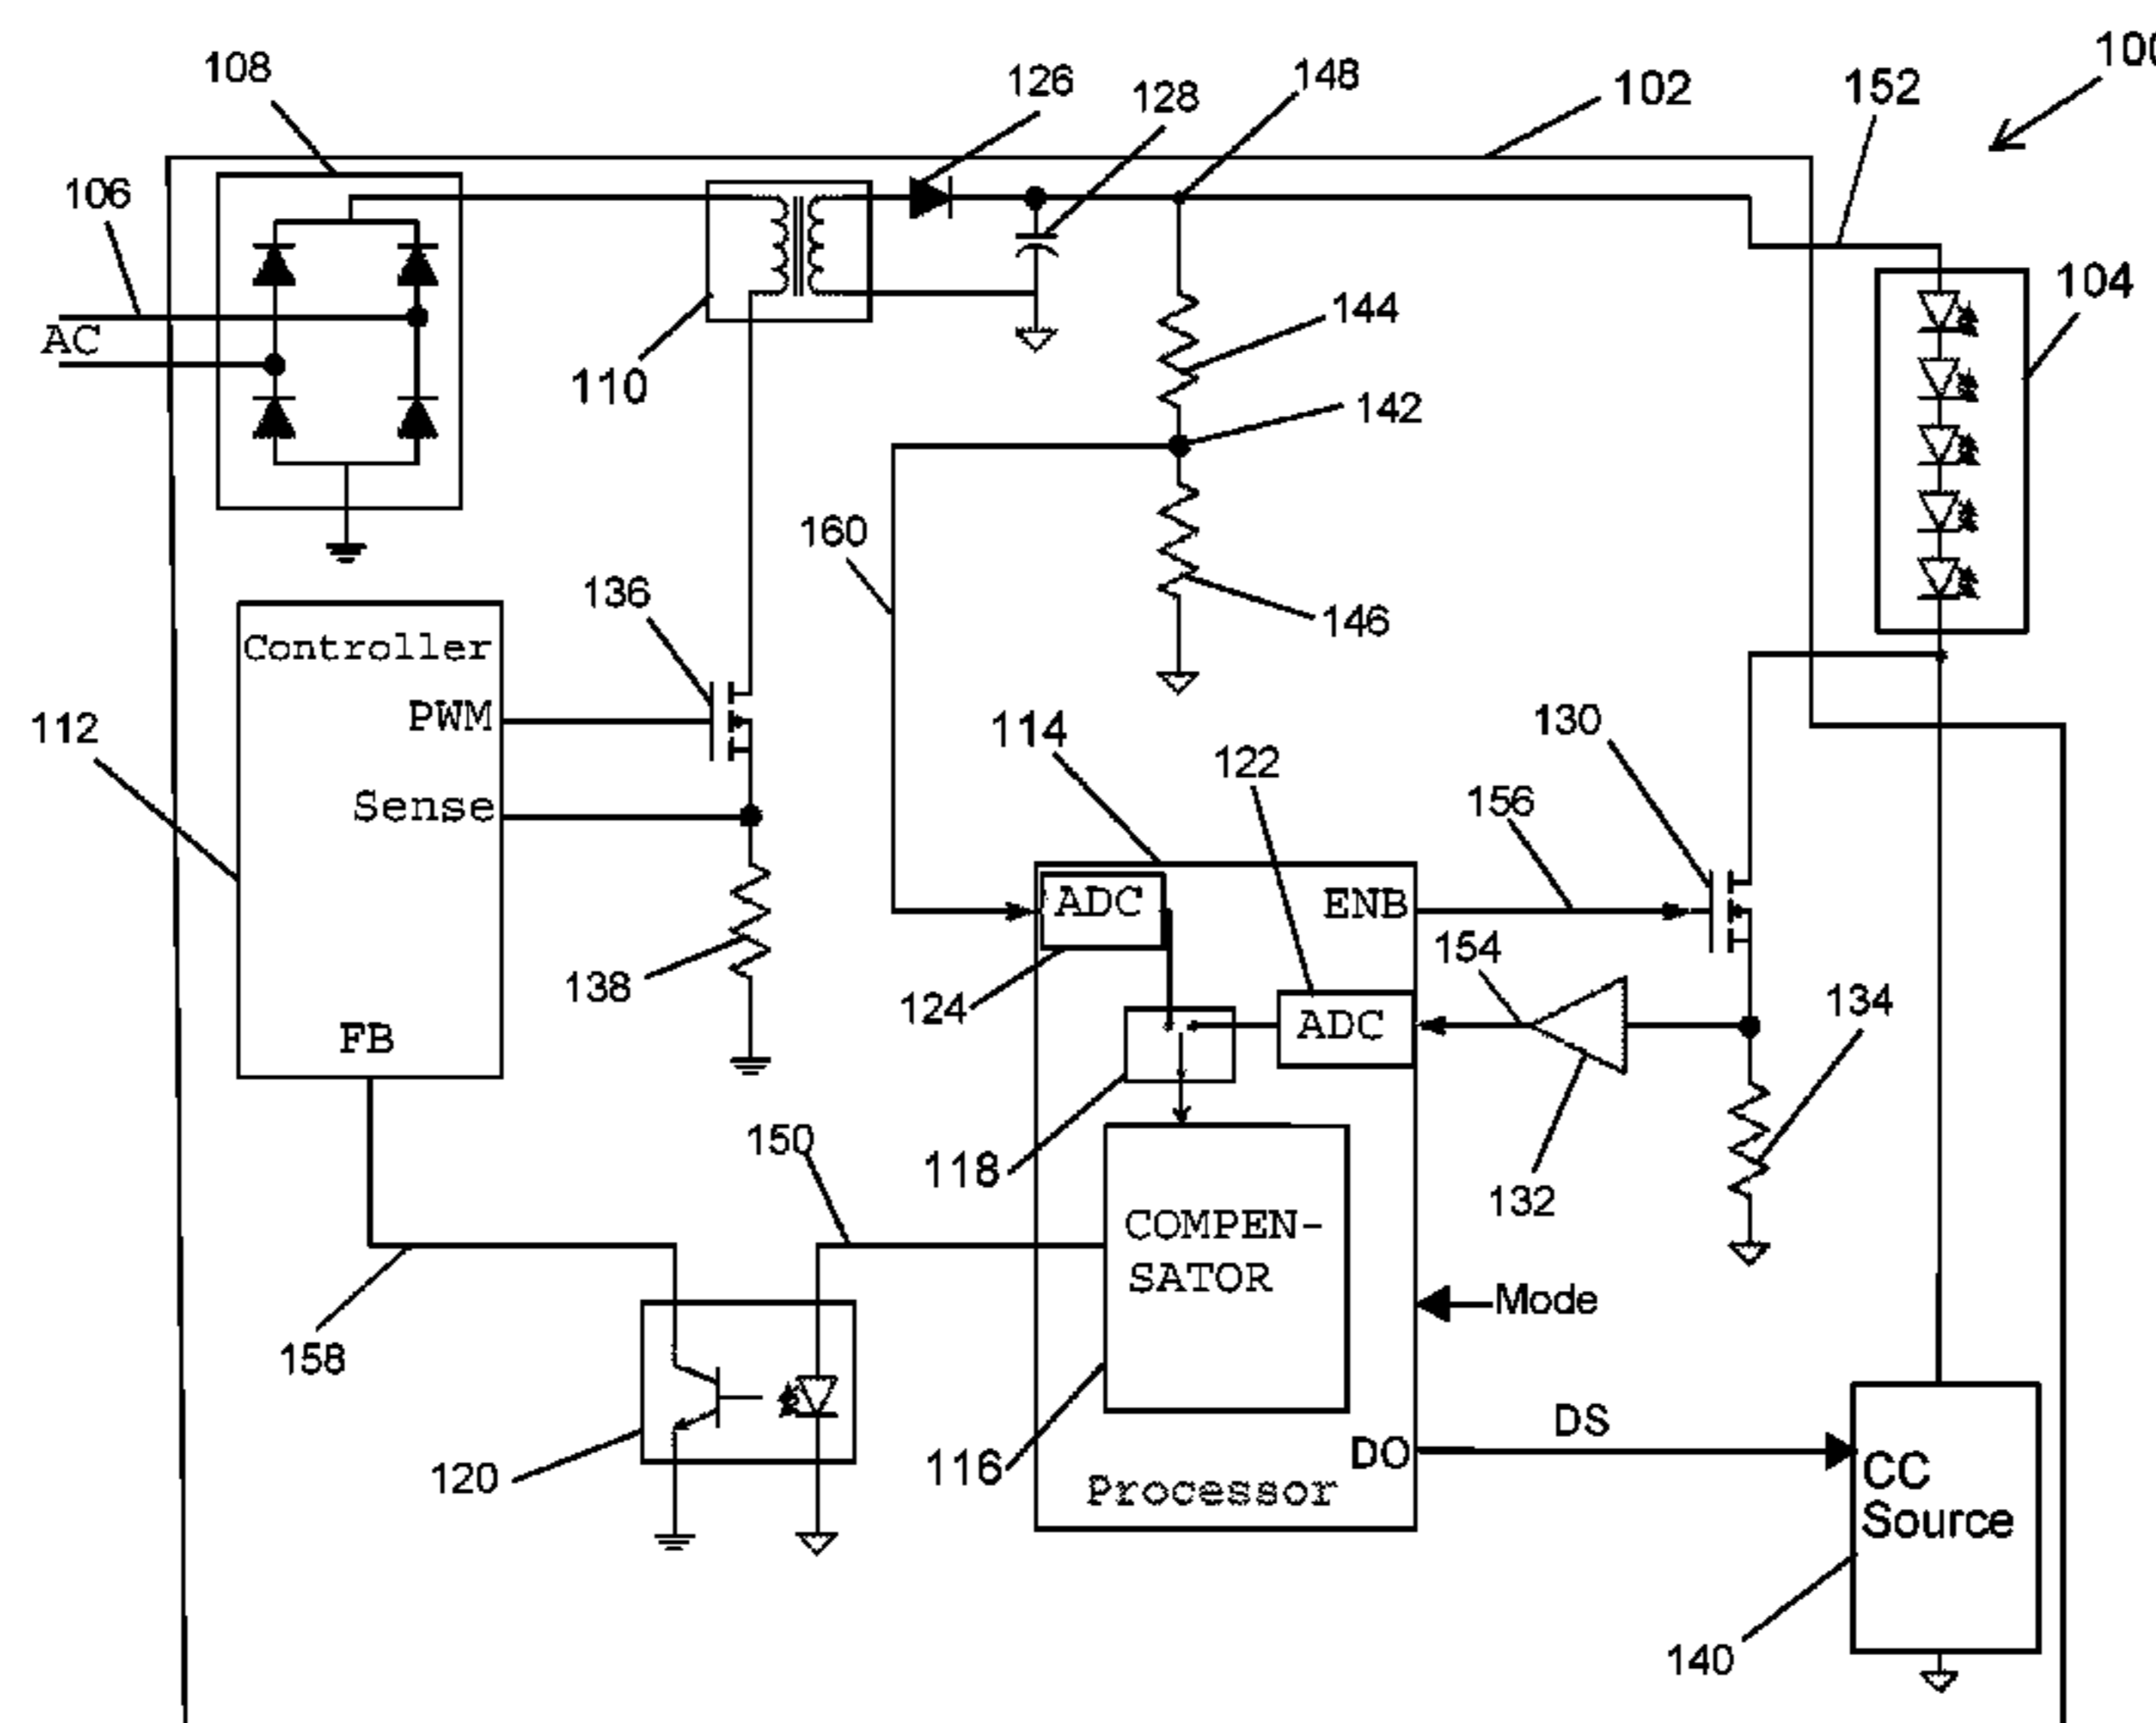 108
126
128
148
102
152
100
106
AC
110
144
104
142
160
136
146
Controller
PWM
112
Sense
114
122
130
156
ADC
ENB
154
138
124
ADC
134
FB
150
118
132
COMPEN-
SATOR
Mode
158
DS
120
116
DO
Processor
CC
Source
140